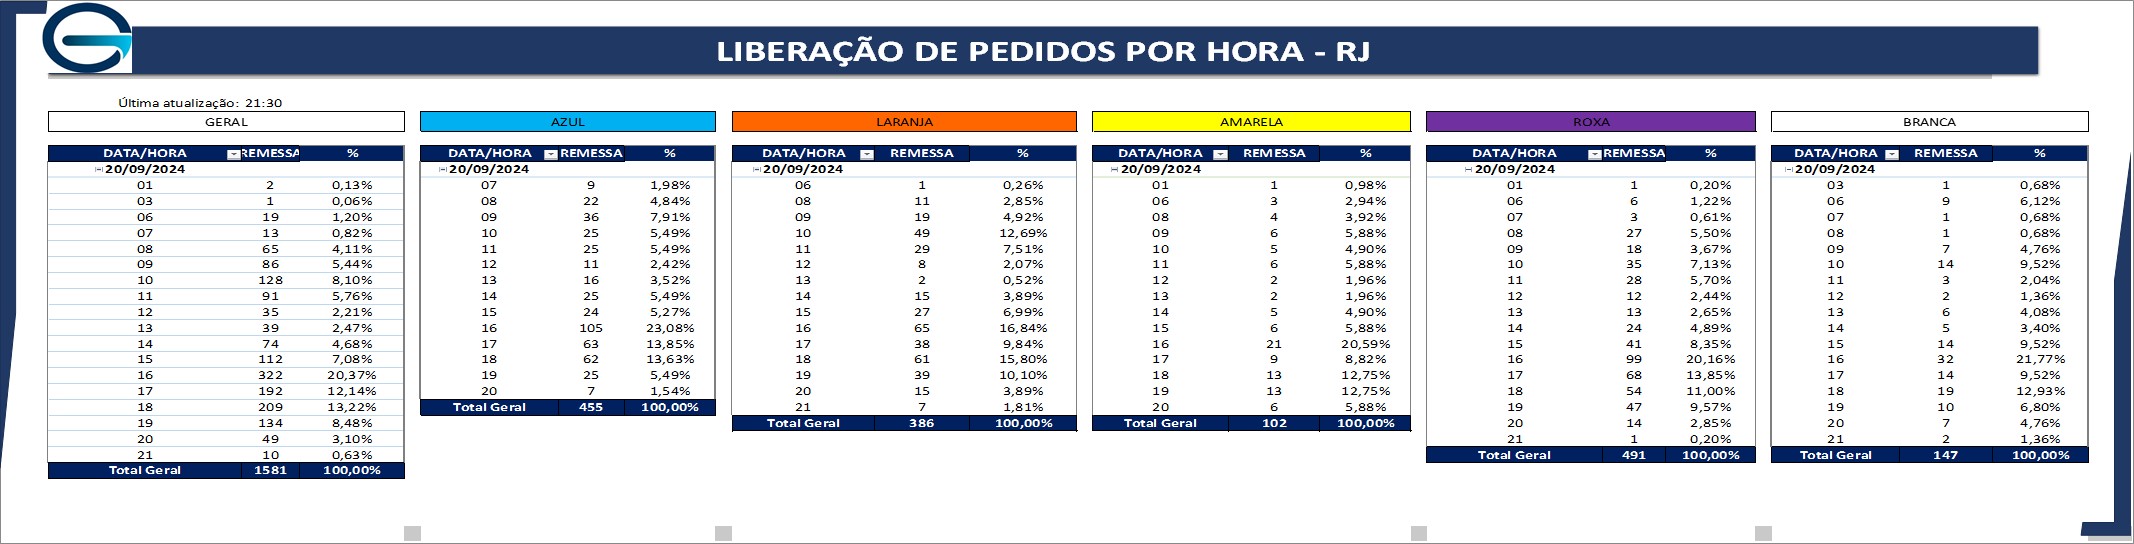 LIBERAÇÃO DE PEDIDOS POR HORA - RJ
Última atualização: 21:30
GERAL
DATA/HORA REMESSA %
20/09/2024
01 2 0,13%
03 1 0,06%
06 19 1,20%
07 13 0,82%
08 65 4,11%
09 86 5,44%
10 128 8,10%
11 91 5,76%
12 35 2,21%
13 39 2,47%
14 74 4,68%
15 112 7,08%
16 322 20,37%
17 192 12,14%
18 209 13,22%
19 134 8,48%
20 49 3,10%
21 10 0,63%
Total Geral 1581 100,00%
AZUL
DATA/HORA REMESSA %
20/09/2024
07 9 1,98%
08 22 4,84%
09 36 7,91%
10 25 5,49%
11 25 5,49%
12 11 2,42%
13 16 3,52%
14 25 5,49%
15 24 5,27%
16 105 23,08%
17 63 13,85%
18 62 13,63%
19 25 5,49%
20 7 1,54%
Total Geral 455 100,00%
LARANJA
DATA/HORA REMESSA %
20/09/2024
06 1 0,26%
08 11 2,85%
09 19 4,92%
10 49 12,69%
11 29 7,51%
12 8 2,07%
13 2 0,52%
14 15 3,89%
15 27 6,99%
16 65 16,84%
17 38 9,84%
18 61 15,80%
19 39 10,10%
20 15 3,89%
21 7 1,81%
Total Geral 386 100,00%
AMARELA
DATA/HORA REMESSA %
20/09/2024
01 1 0,98%
06 3 2,94%
08 4 3,92%
09 6 5,88%
10 5 4,90%
11 6 5,88%
12 2 1,96%
13 2 1,96%
14 5 4,90%
15 6 5,88%
16 21 20,59%
17 9 8,82%
18 13 12,75%
19 13 12,75%
20 6 5,88%
Total Geral 102 100,00%
ROXA
DATA/HORA REMESSA %
20/09/2024
01 1 0,20%
06 6 1,22%
07 3 0,61%
08 27 5,50%
09 18 3,67%
10 35 7,13%
11 28 5,70%
12 12 2,44%
13 13 2,65%
14 24 4,89%
15 41 8,35%
16 99 20,16%
17 68 13,85%
18 54 11,00%
19 47 9,57%
20 14 2,85%
21 1 0,20%
Total Geral 491 100,00%
BRANCA
DATA/HORA REMESSA %
20/09/2024
03 1 0,68%
06 9 6,12%
07 1 0,68%
08 1 0,68%
09 7 4,76%
10 14 9,52%
11 3 2,04%
12 2 1,36%
13 6 4,08%
14 5 3,40%
15 14 9,52%
16 32 21,77%
17 14 9,52%
18 19 12,93%
19 10 6,80%
20 7 4,76%
21 2 1,36%
Total Geral 147 100,00%